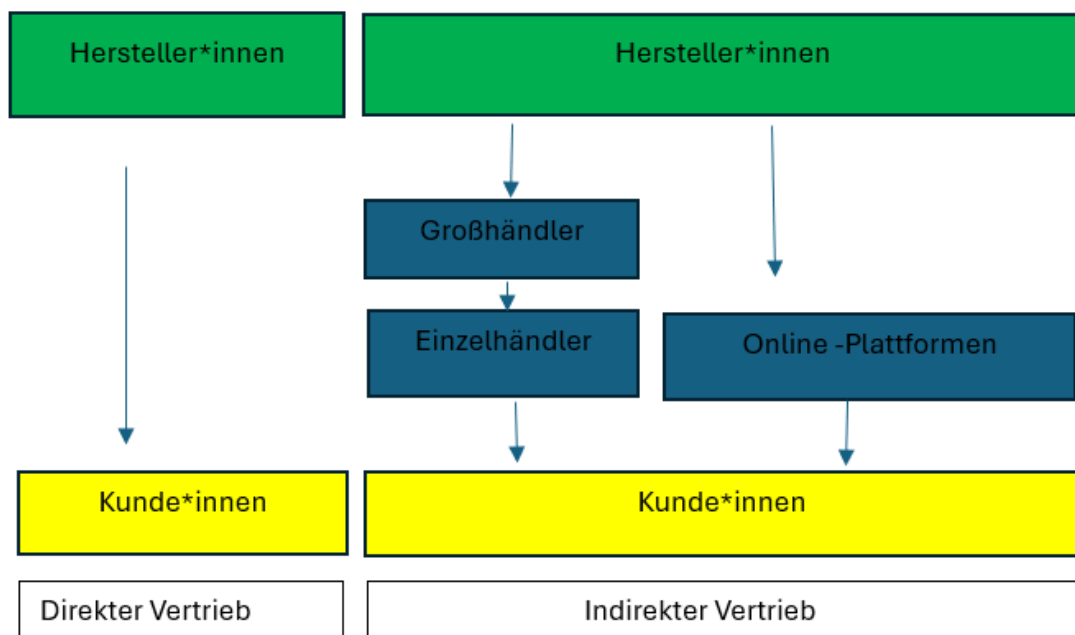 Hersteller*innen
Hersteller*innen
Großhändler
Einzelhändler
Online -Plattformen
Kunde*innen
Kunde*innen
Direkter Vertrieb
Indirekter Vertrieb